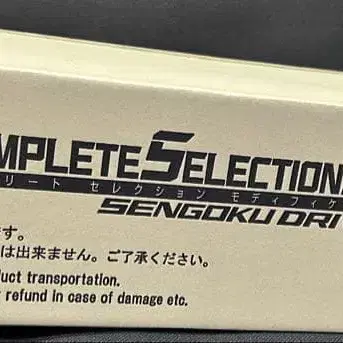 MPLETE SELECTION
リート セレクション モディフィケ
SENGOKU DRI
す。
は出来ません。ご了承ください。
uct transportation.
refund in case of damage etc.